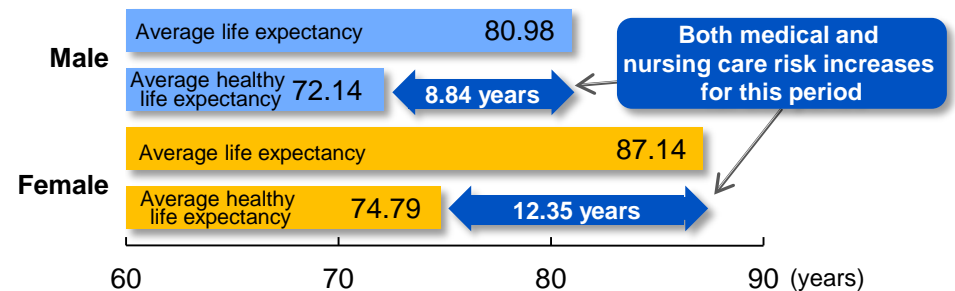 Male
Average life expectancy 80.98
Average healthy
life expectancy 72.14
8.84 years
Both medical and
nursing care risk increases
for this period
Female
Average life expectancy 87.14
Average healthy
life expectancy 74.79
12.35 years
60 70 80 90 (years)